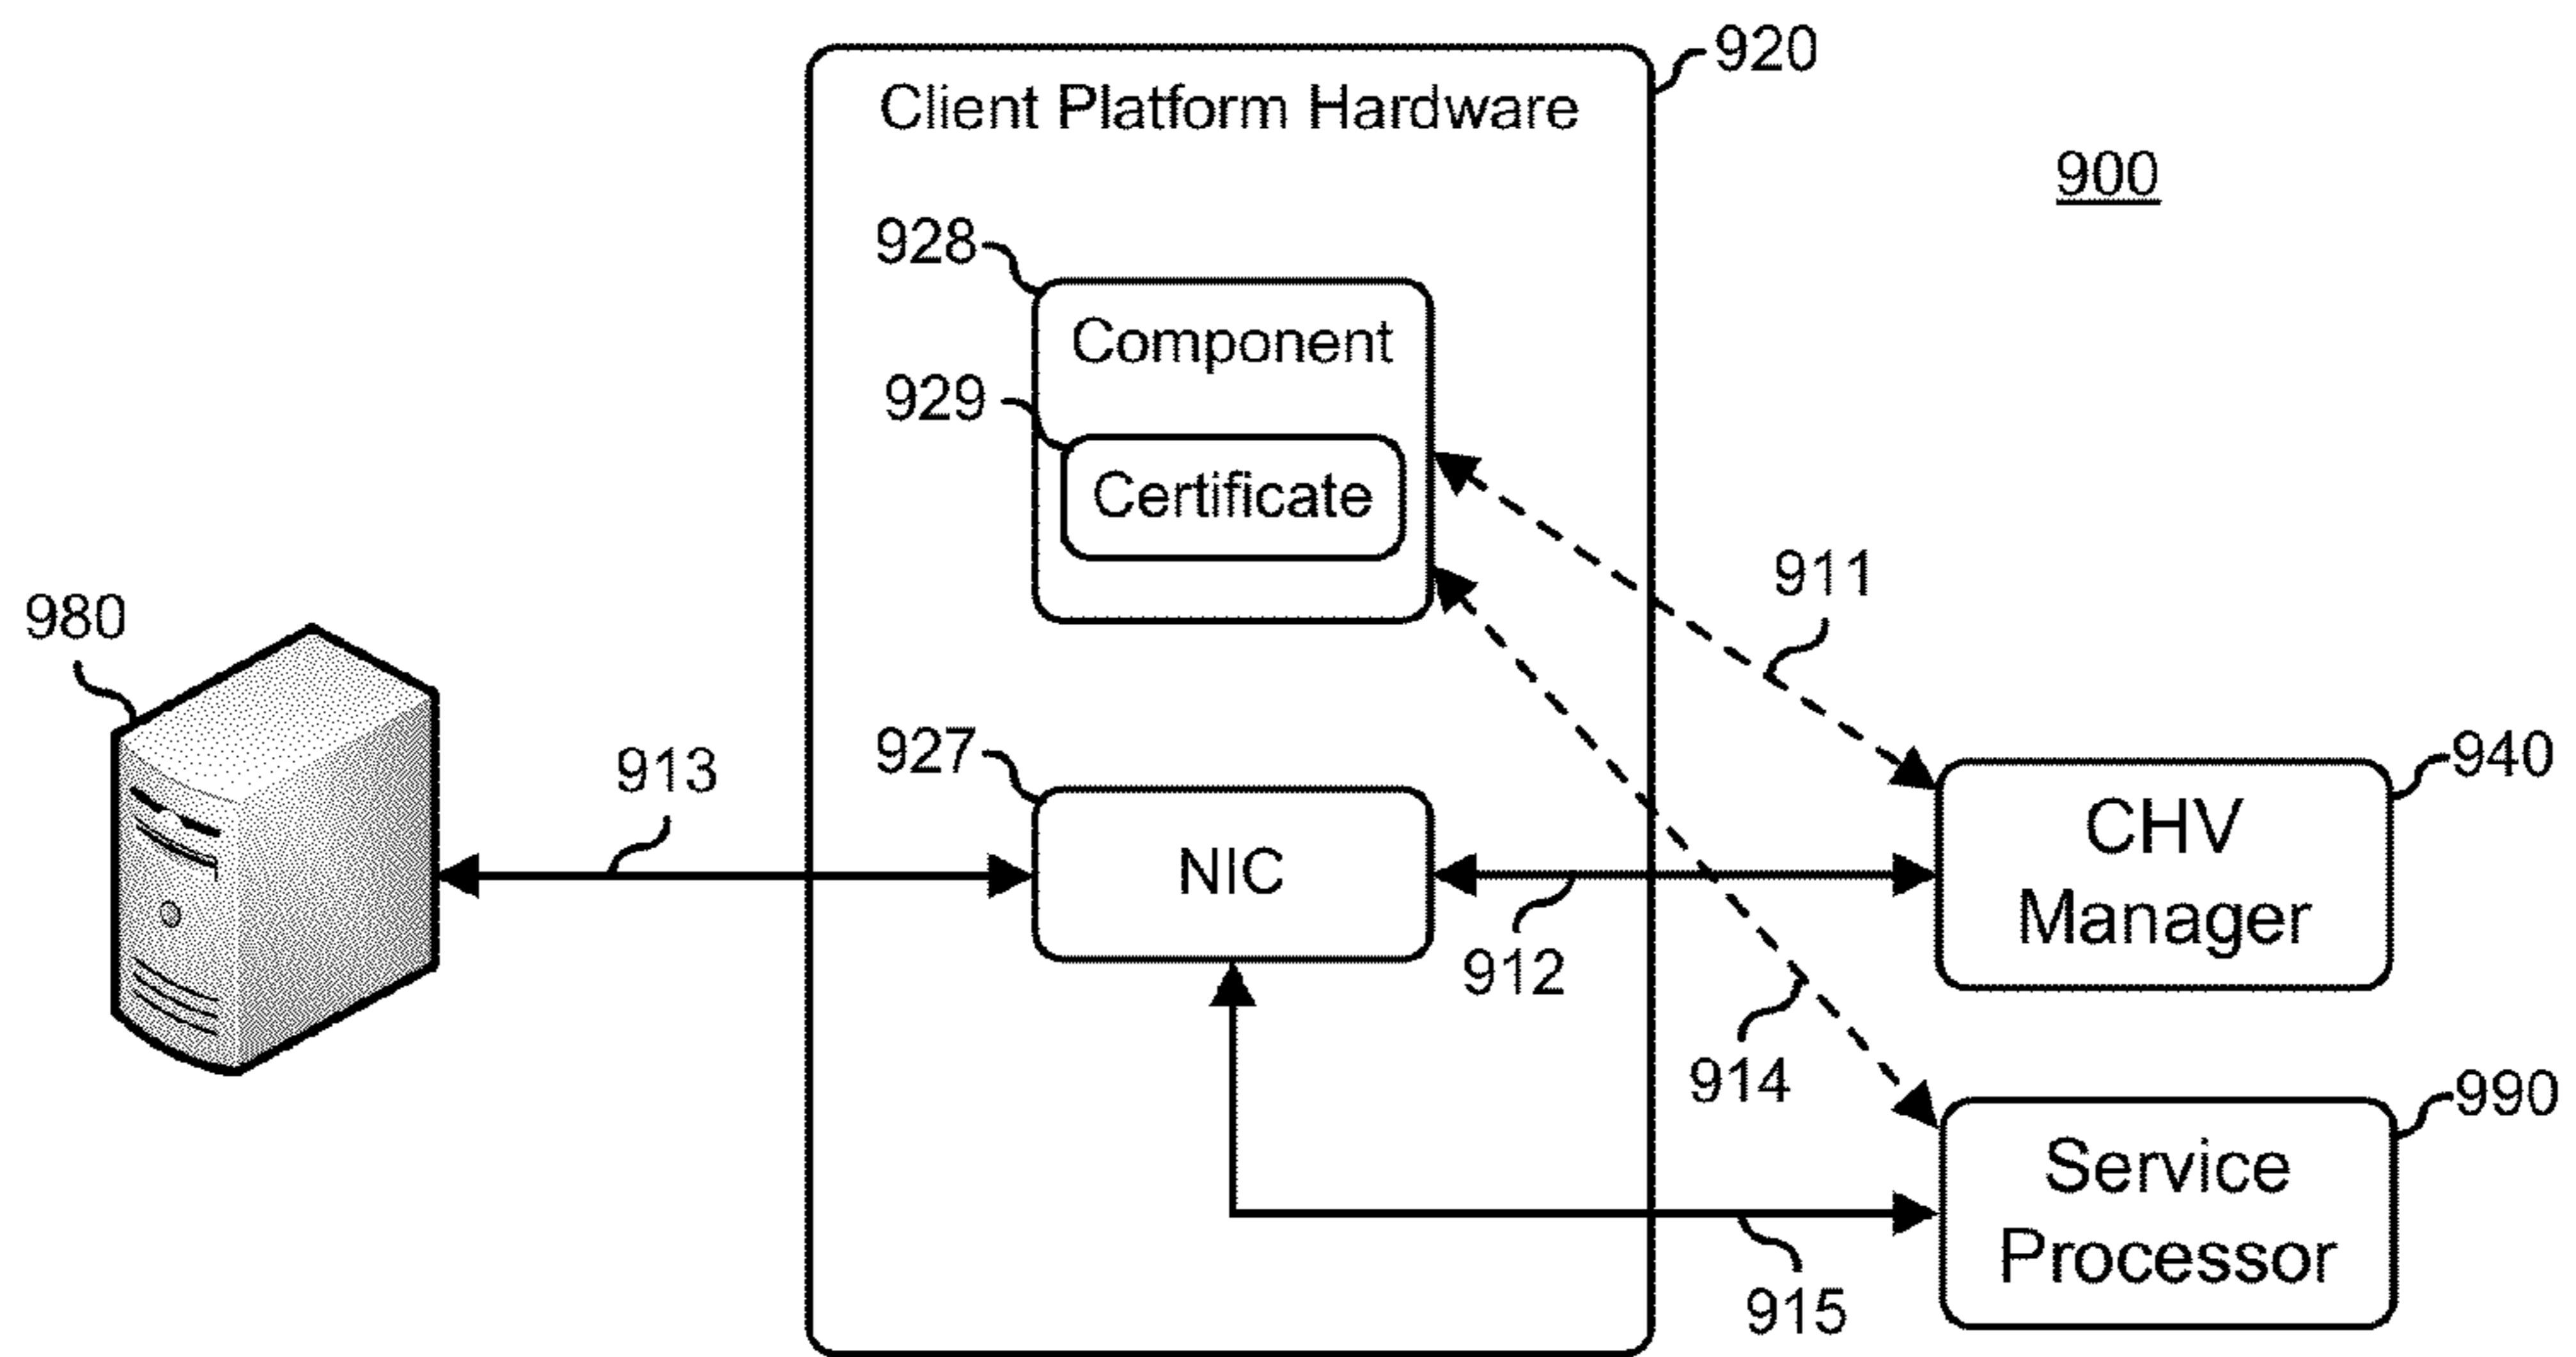 920
Client Platform Hardware
900
928
Component
929
Certificate
911
980
927
913
NIC
940
CHV
Manager
912
914
990
Service
Processor
915